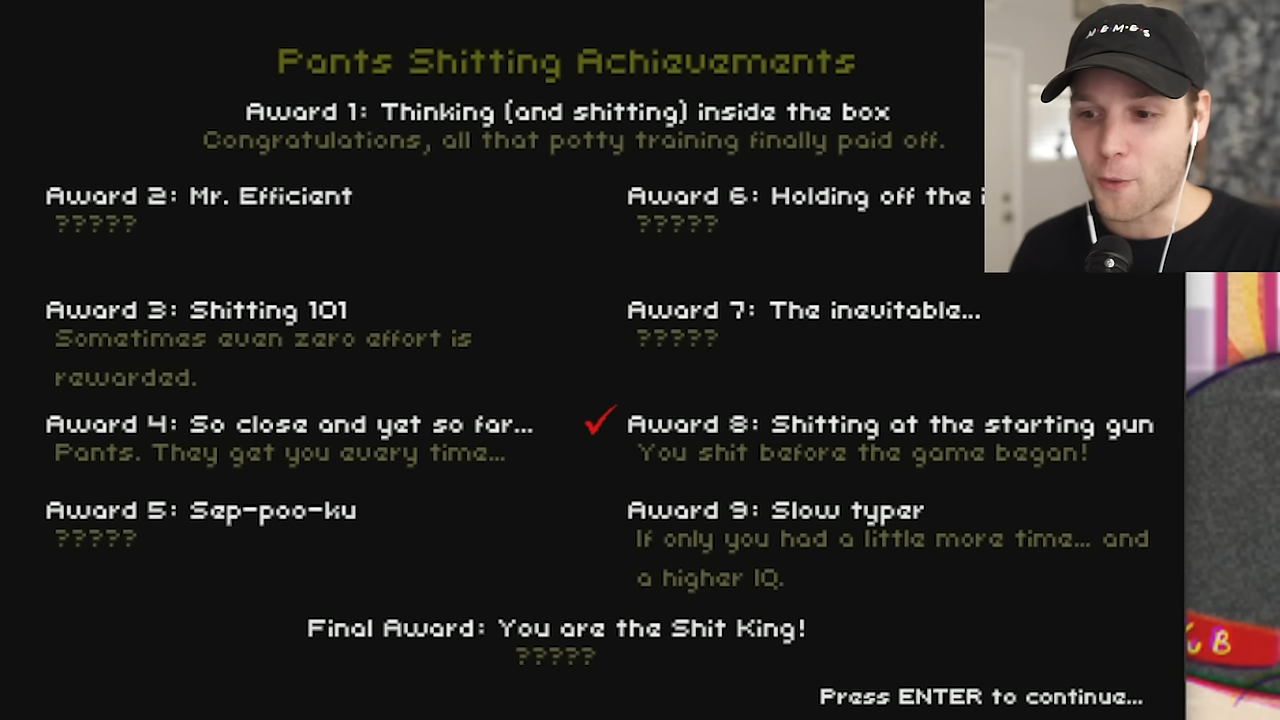 Pants Shitting Achievements
Award 1: Thinking (and shitting) inside the box
Congratulations, all that potty training finally paid off.
Award 2: Mr. Efficient
?????
Award 3: Shitting 101
Sometimes even zero effort is
rewarded.
Award 4: So close and yet so far...
Pants. They get you every time...
Award 5: Sep-poo-ku
?????
Award 6: Holding off the
?????
Award 7: The inevitable...
?????
Award 8: Shitting at the starting gun
You shit before the game began!
Award 9: Slow typer
If only you had a little more time... and
a higher IQ.
Final Award: You are the Shit King!
?????
Press ENTER to continue...
MEMES
B